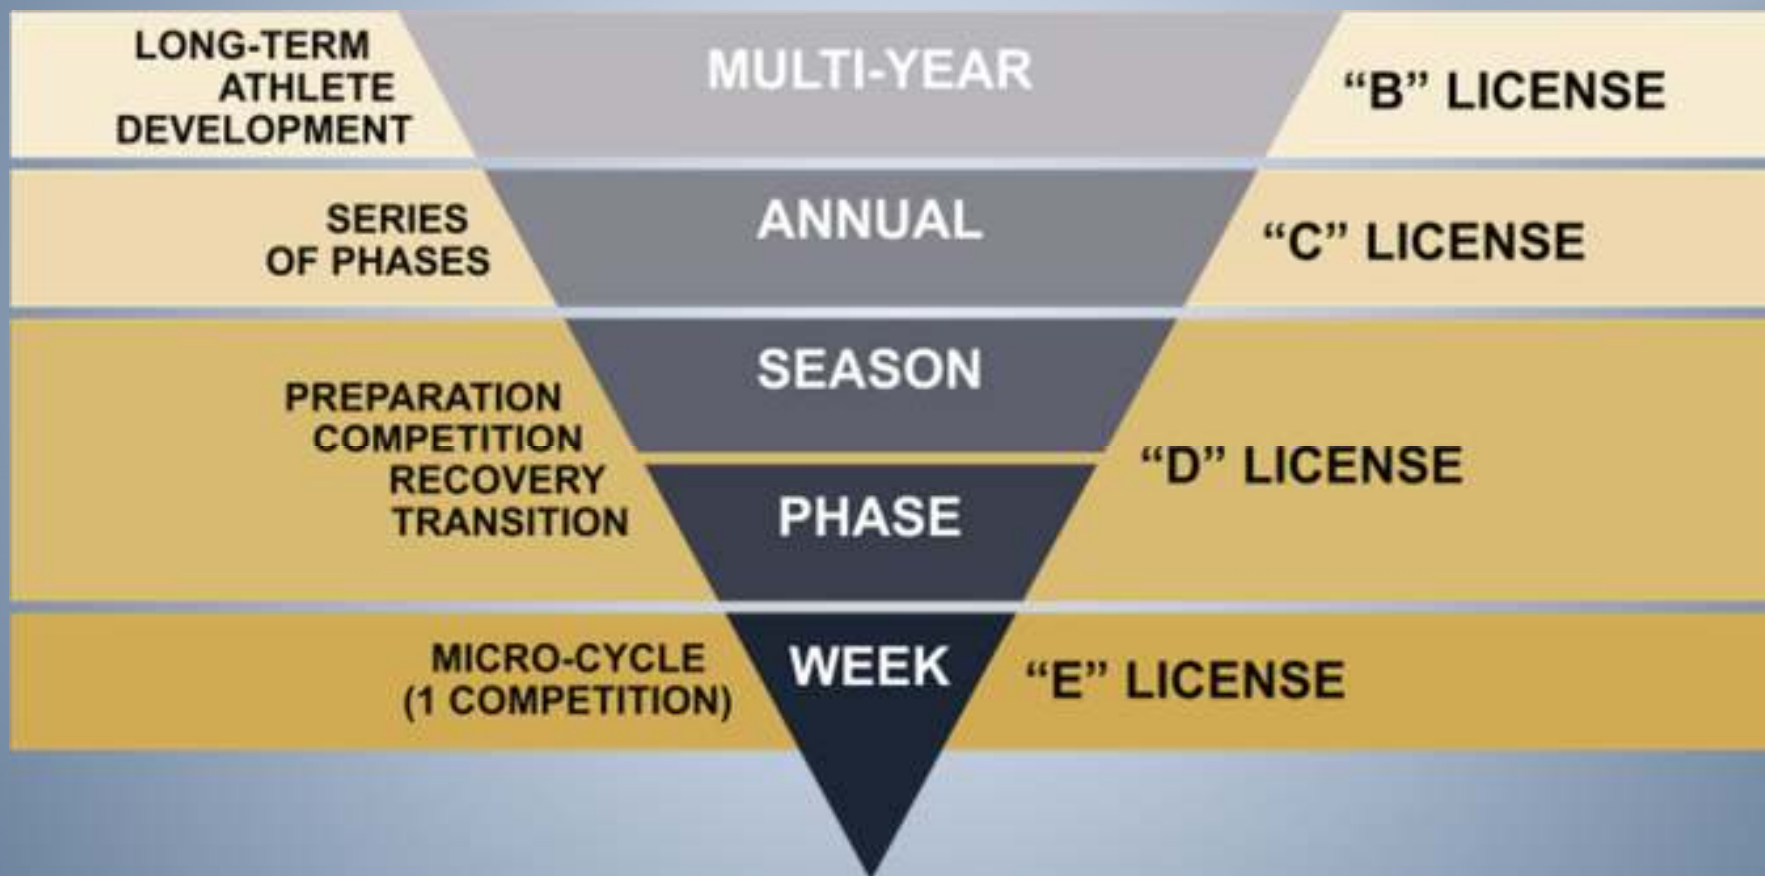 LONG-TERM
ATHLETE
DEVELOPMENT
MULTI-YEAR
“B” LICENSE
SERIES
OF PHASES
ANNUAL
“C” LICENSE
PREPARATION
COMPETITION
RECOVERY
TRANSITION
SEASON
PHASE
“D” LICENSE
MICRO-CYCLE
(1 COMPETITION)
WEEK
“E” LICENSE